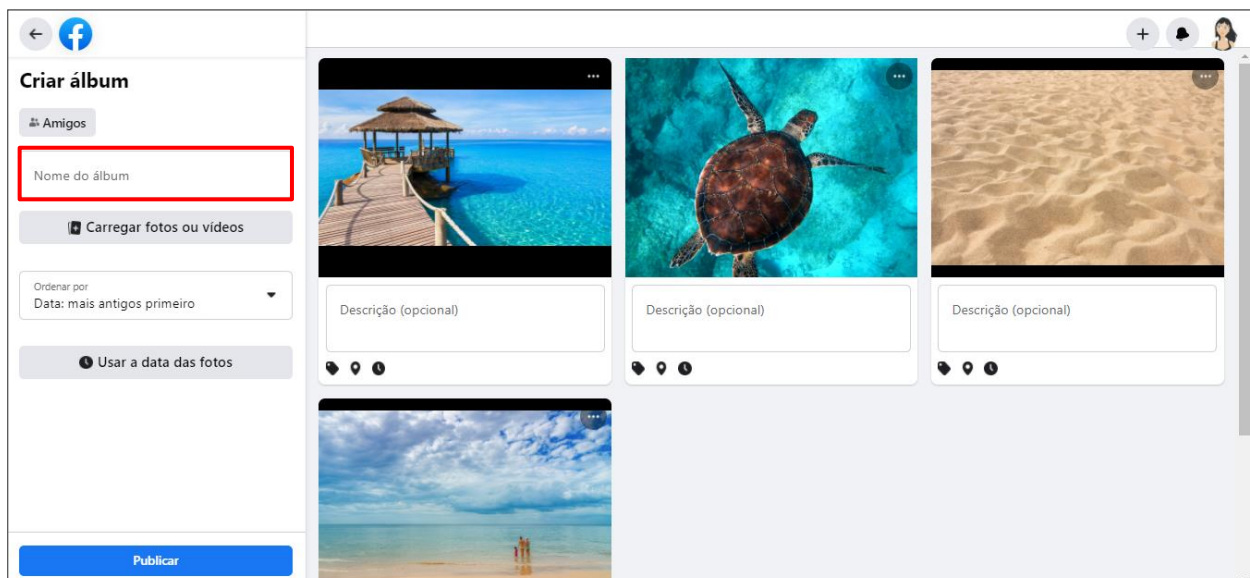 Criar álbum
Amigos
Nome do álbum
Carregar fotos ou vídeos
Ordenar por
Data: mais antigos primeiro
Usar a data das fotos
Publicar
Descrição (opcional)
Descrição (opcional)
Descrição (opcional)